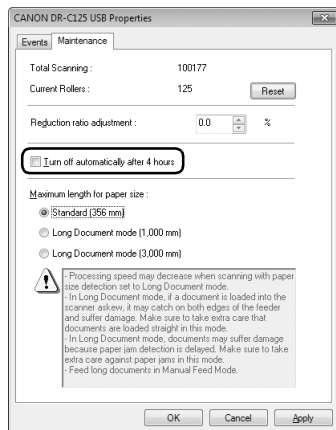 CANON DR-C125 USB Properties
Events Maintenance
Total Scanning : 100177
Current Rollers : 125 Reset
Reduction ratio adjustment : 0.0 %
Turn off automatically after 4 hours
Maximum length for paper size :
Standard (356 mm)
Long Document mode (1,000 mm)
Long Document mode (3,000 mm)
- Processing speed may decrease when scanning with paper
size detection set to Long Document mode.
- In Long Document mode, if a document is loaded into the
scanner askew, it may catch on both edges of the feeder
and suffer damage. Make sure to take extra care that
documents are loaded straight in this mode.
- In Long Document mode, documents may suffer damage
because paper jam detection is delayed. Make sure to take
extra care against paper jams in this mode.
- Feed long documents in Manual Feed Mode.
OK Cancel Apply